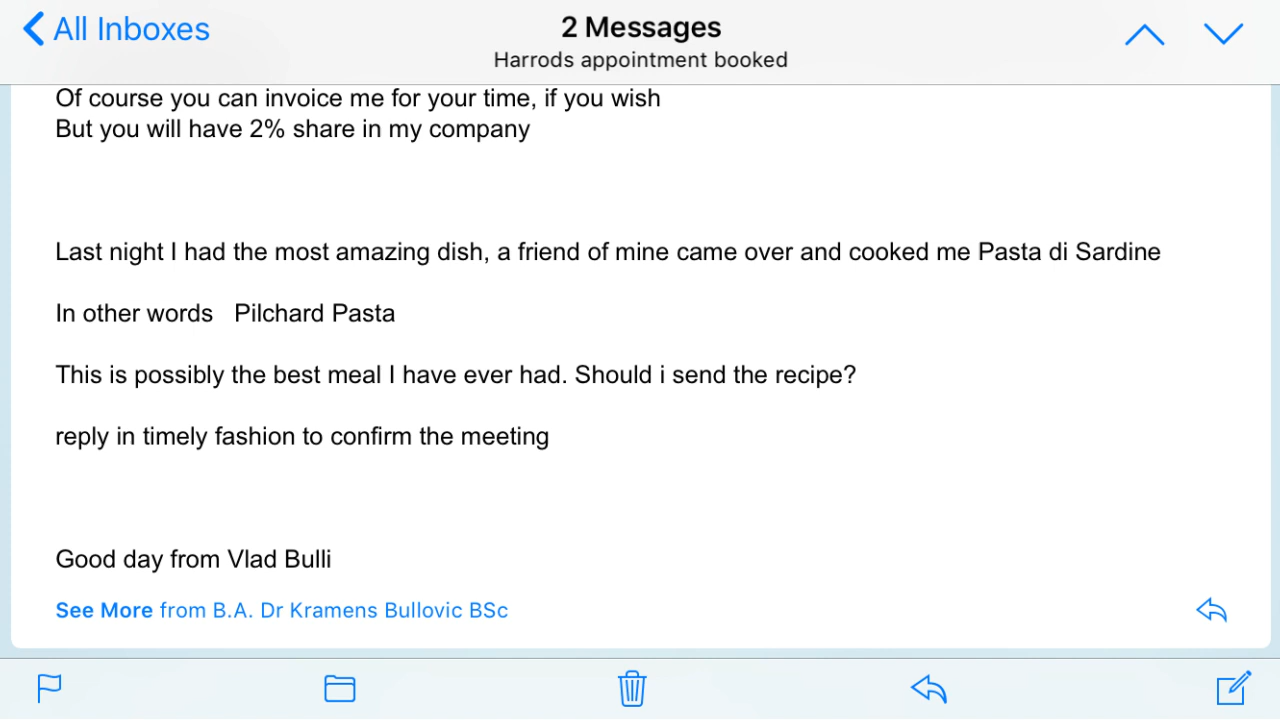 All Inboxes
2 Messages
Harrods appointment booked
Of course you can invoice me for your time, if you wish
But you will have 2% share in my company
Last night I had the most amazing dish, a friend of mine came over and cooked me Pasta di Sardine
In other words   Pilchard Pasta
This is possibly the best meal I have ever had. Should i send the recipe?
reply in timely fashion to confirm the meeting
Good day from Vlad Bulli
See More from B.A. Dr Kramens Bullovic BSc